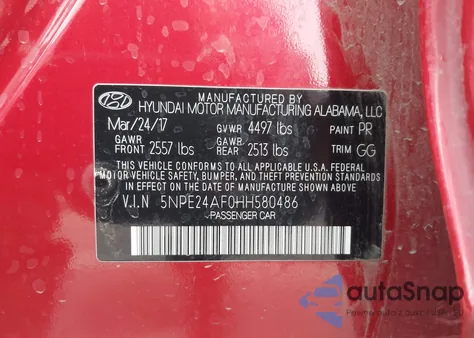 MANUFACTURED BY
HYUNDAI MOTOR MANUFACTURING ALABAMA, LLC
Mar/24/17 GVWR 4497 lbs PAINT PR
GAWR FRONT 2557 lbs GAWR REAR 2513 lbs TRIM GG
THIS VEHICLE CONFORMS TO ALL APPLICABLE
U.S. FEDERAL MOTOR VEHICLE SAFETY, BUMPER, AND THEFT PREVENTION STANDARDS
IN EFFECT ON THE DATE OF MANUFACTURE SHOWN ABOVE.
V.I.N 5NPE24AF0HH580486
PASSENGER CAR
autoSnap